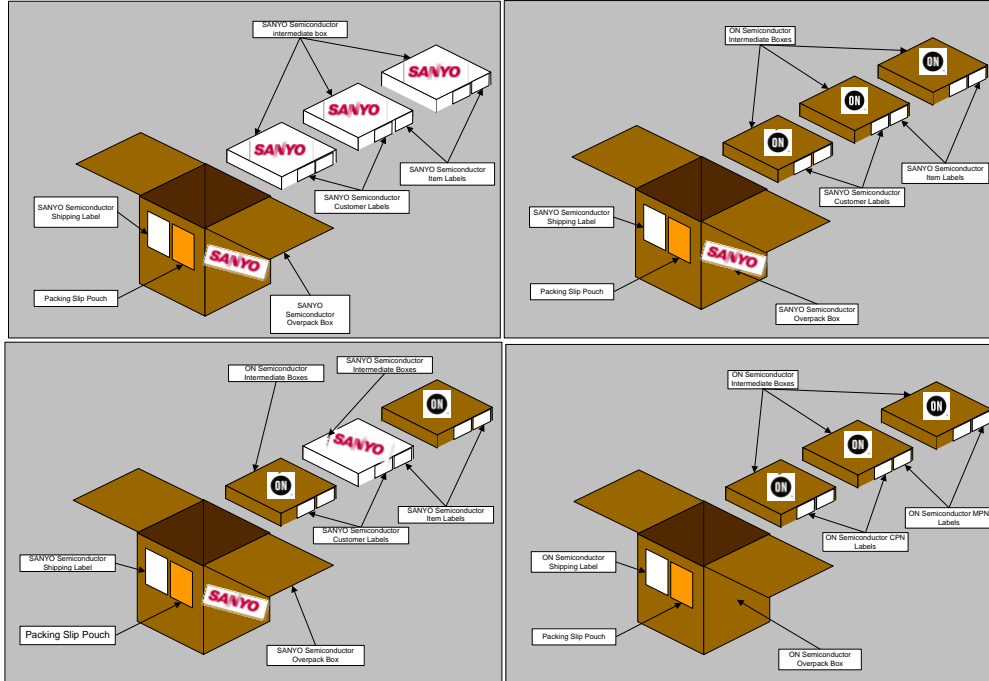 SANYO Semiconductor
intermediate box
SANYO
SANYO
SANYO
SANYO Semiconductor
Item Labels
SANYO Semiconductor
Customer Labels
SANYO Semiconductor
Shipping Label
SANYO
Packing Slip Pouch
SANYO
Semiconductor
Overpack Box
ON Semiconductor
Intermediate Boxes
ON
ON
ON
SANYO Semiconductor
Item Labels
SANYO Semiconductor
Customer Labels
SANYO Semiconductor
Shipping Label
SANYO
Packing Slip Pouch
SANYO Semiconductor
Overpack Box
ON Semiconductor
Intermediate Boxes
SANYO Semiconductor
Intermediate Boxes
ON
SANYO
ON
SANYO Semiconductor
Item Labels
SANYO Semiconductor
Customer Labels
SANYO Semiconductor
Shipping Label
SANYO
Packing Slip Pouch
SANYO Semiconductor
Overpack Box
ON Semiconductor
Intermediate Boxes
ON
ON
ON
ON Semiconductor MPN
Labels
ON Semiconductor CPN
Labels
ON Semiconductor
Shipping Label
Packing Slip Pouch
ON Semiconductor
Overpack Box